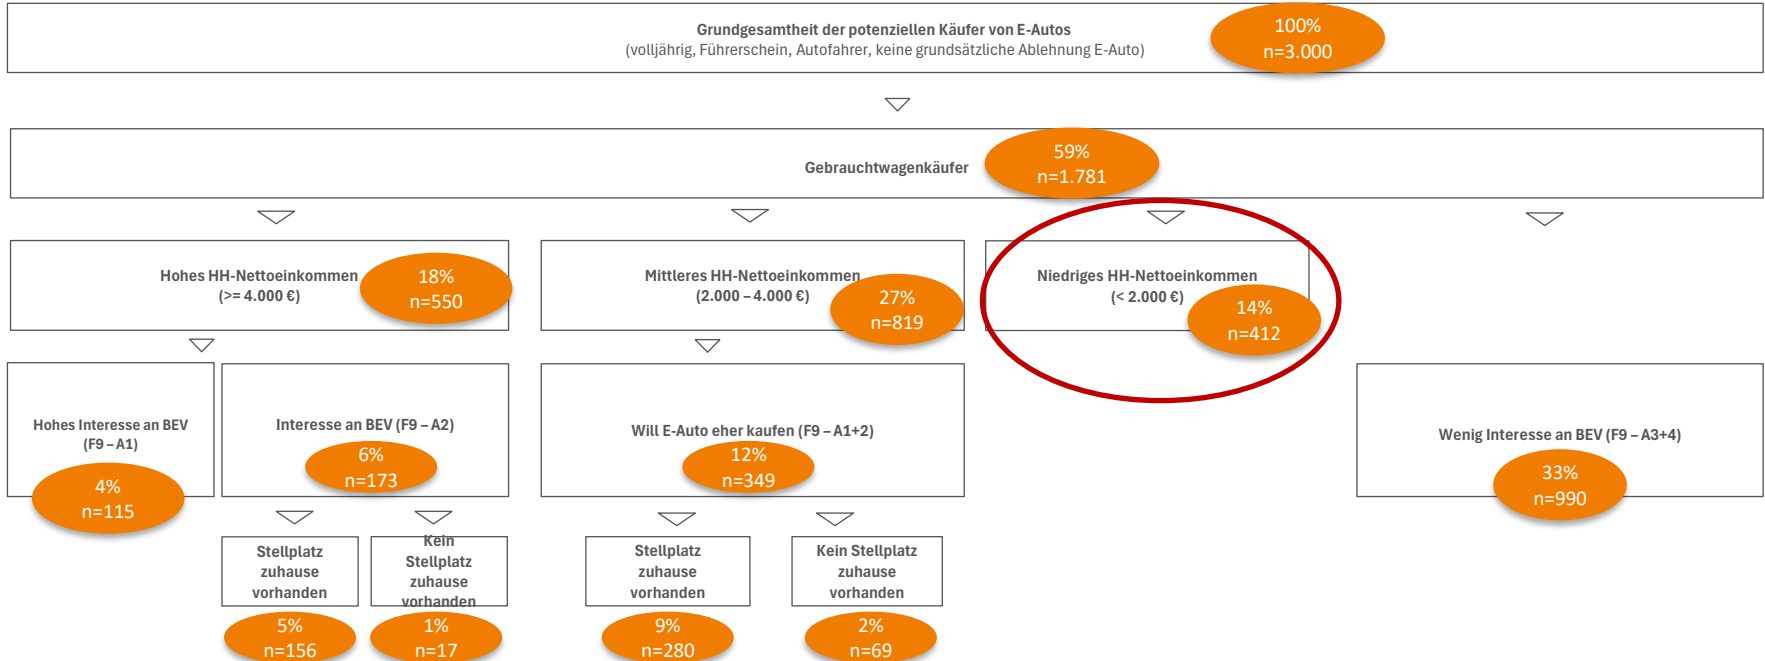 Grundgesamtheit der potenziellen Käufer von E-Autos
(volljährig, Führerschein, Autofahrer, keine grundsätzliche Ablehnung E-Auto)
100%
n=3.000
Gebrauchtwagenkäufer
59%
n=1.781
Hohes HH-Nettoeinkommen
(>= 4.000 €)
18%
n=550
Mittleres HH-Nettoeinkommen
(2.000 – 4.000 €)
27%
n=819
Niedriges HH-Nettoeinkommen
(< 2.000 €)
14%
n=412
Hohes Interesse an BEV
(F9 – A1)
4%
n=115
Interesse an BEV (F9 – A2)
6%
n=173
Will E-Auto eher kaufen (F9 – A1+2)
12%
n=349
Wenig Interesse an BEV (F9 – A3+4)
33%
n=990
Stellplatz
zuhause
vorhanden
5%
n=156
Kein
Stellplatz
zuhause
vorhanden
1%
n=17
Stellplatz
zuhause
vorhanden
9%
n=280
Kein Stellplatz
zuhause
vorhanden
2%
n=69